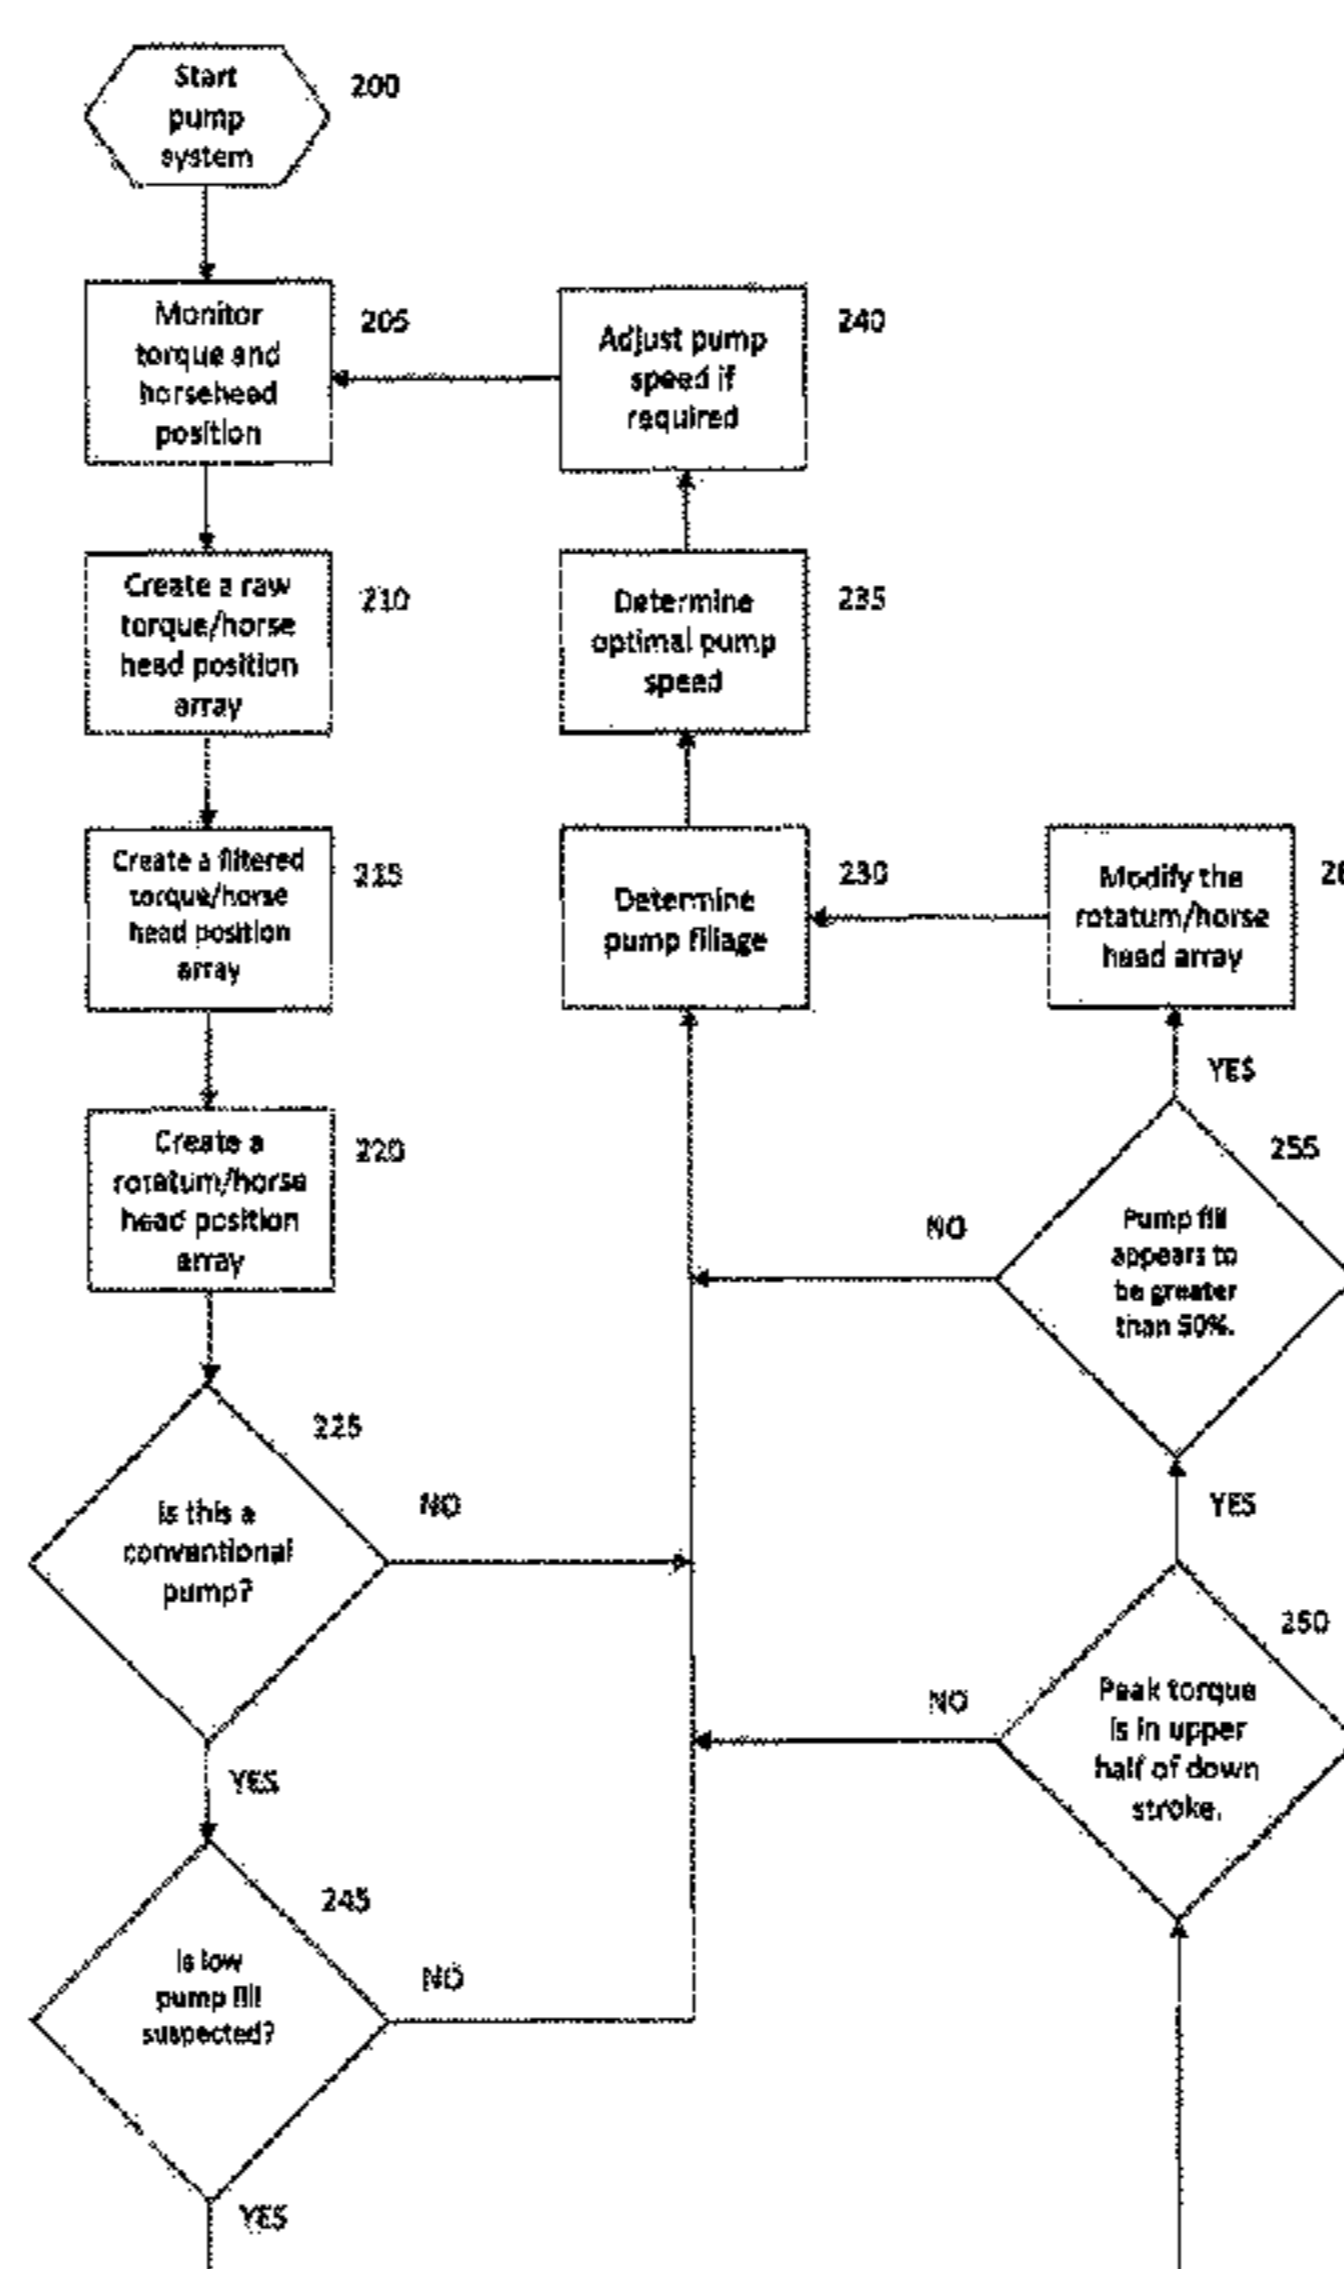 Start
pump
system
200
Monitor
torque and
horsehead
position
205
Adjust pump
speed if
required
240
Create a raw
torque/horse
head position
array
210
Determine
optimal pump
speed
235
Create a filtered
torque/horse
head position
array
215
Determine
pump fillage
230
Modify the
rotatum/horse
head array
Create a
rotatum/horse
head position
array
220
YES
255
Pump fill
appears to
be greater
than 50%.
NO
225
Is this a
conventional
pump?
NO
YES
250
Peak torque
is in upper
half of down
stroke.
NO
YES
245
Is low
pump fill
suspected?
NO
YES